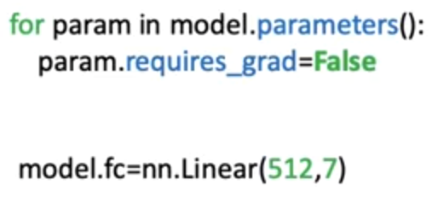 for param in model.parameters():
param.requires_grad=False
model.fc=nn.Linear(512,7)